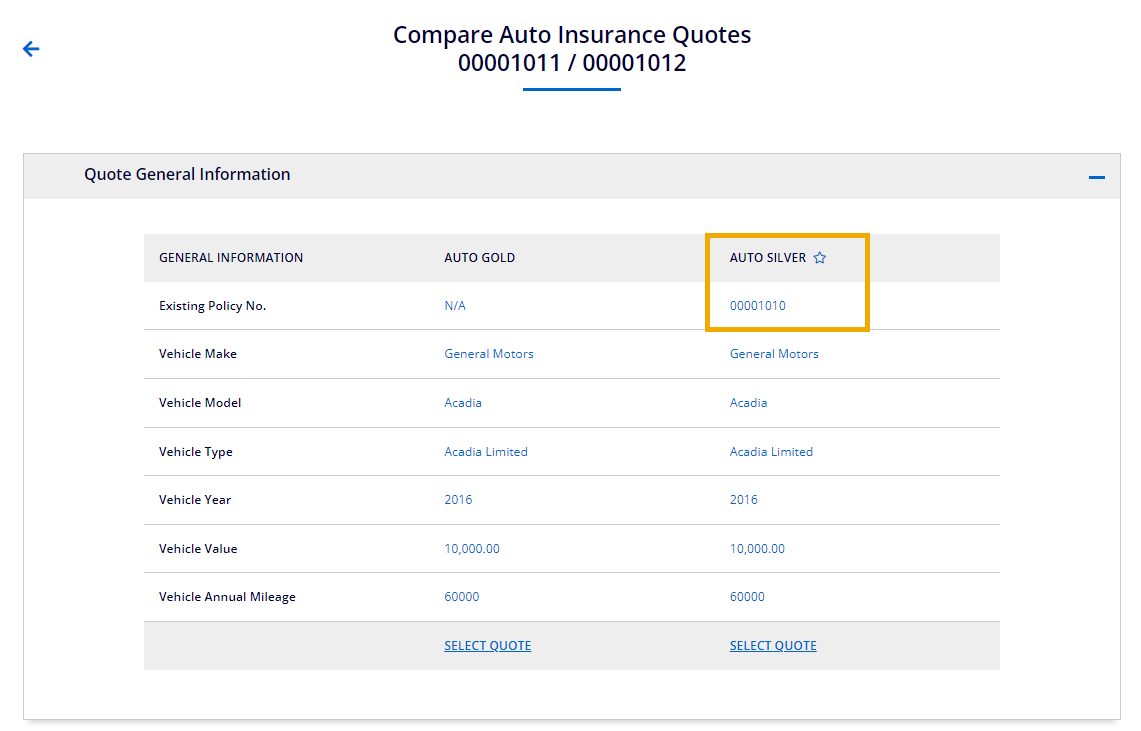 Compare Auto Insurance Quotes
00001011 / 00001012
Quote General Information
GENERAL INFORMATION AUTO GOLD AUTO SILVER
Existing Policy No. N/A 00001010
Vehicle Make General Motors General Motors
Vehicle Model Acadia Acadia
Vehicle Type Acadia Limited Acadia Limited
Vehicle Year 2016 2016
Vehicle Value 10,000.00 10,000.00
Vehicle Annual Mileage 60000 60000
SELECT QUOTE SELECT QUOTE